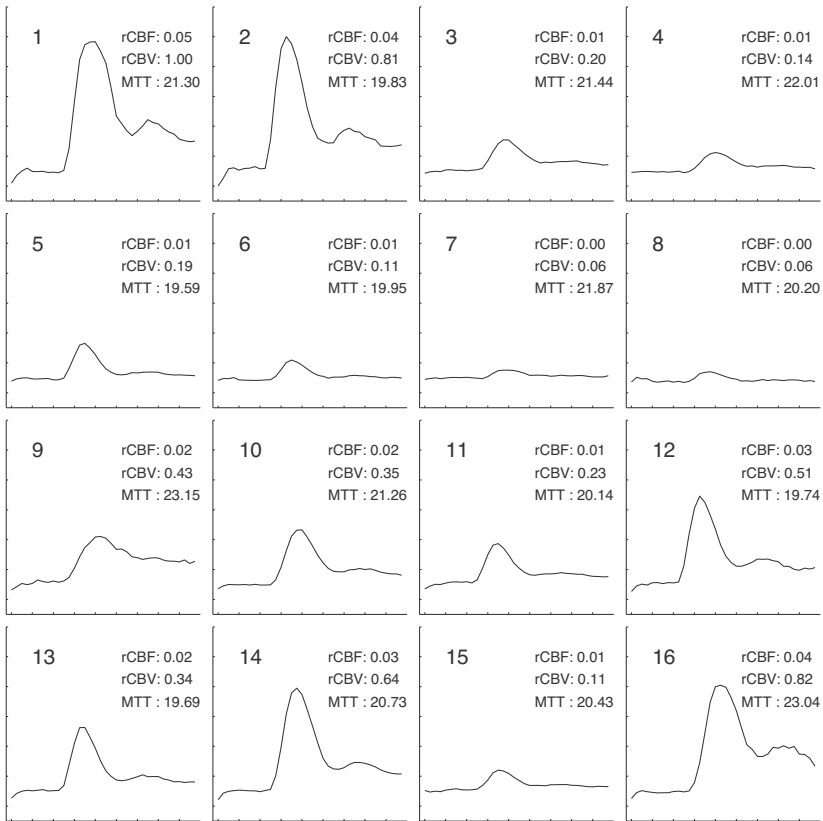 1
rCBF: 0.05
rCBV: 1.00
MTT : 21.30
2
rCBF: 0.04
rCBV: 0.81
MTT : 19.83
3
rCBF: 0.01
rCBV: 0.20
MTT : 21.44
4
rCBF: 0.01
rCBV: 0.14
MTT : 22.01
5
rCBF: 0.01
rCBV: 0.19
MTT : 19.59
6
rCBF: 0.01
rCBV: 0.11
MTT : 19.95
7
rCBF: 0.00
rCBV: 0.06
MTT : 21.87
8
rCBF: 0.00
rCBV: 0.06
MTT : 20.20
9
rCBF: 0.02
rCBV: 0.43
MTT : 23.15
10
rCBF: 0.02
rCBV: 0.35
MTT : 21.26
11
rCBF: 0.01
rCBV: 0.23
MTT : 20.14
12
rCBF: 0.03
rCBV: 0.51
MTT : 19.74
13
rCBF: 0.02
rCBV: 0.34
MTT : 19.69
14
rCBF: 0.03
rCBV: 0.64
MTT : 20.73
15
rCBF: 0.01
rCBV: 0.11
MTT : 20.43
16
rCBF: 0.04
rCBV: 0.82
MTT : 23.04